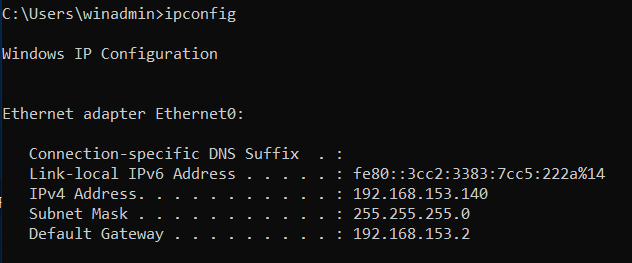 C:\Users\winadmin>ipconfig
Windows IP Configuration
Ethernet adapter Ethernet0:
Connection-specific DNS Suffix  . :
Link-local IPv6 Address . . . . . : fe80::3cc2:3383:7cc5:222a%14
IPv4 Address. . . . . . . . . . . : 192.168.153.140
Subnet Mask . . . . . . . . . . . : 255.255.255.0
Default Gateway . . . . . . . . . : 192.168.153.2